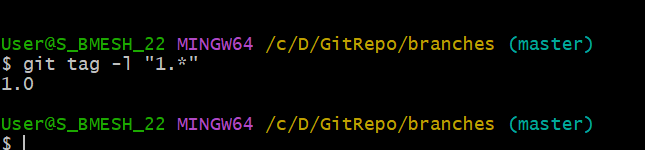 User@S_BMESH_22 MINGW64 /c/D/GitRepo/branches (master)
$ git tag -l "1.*"
1.0
User@S_BMESH_22 MINGW64 /c/D/GitRepo/branches (master)
$